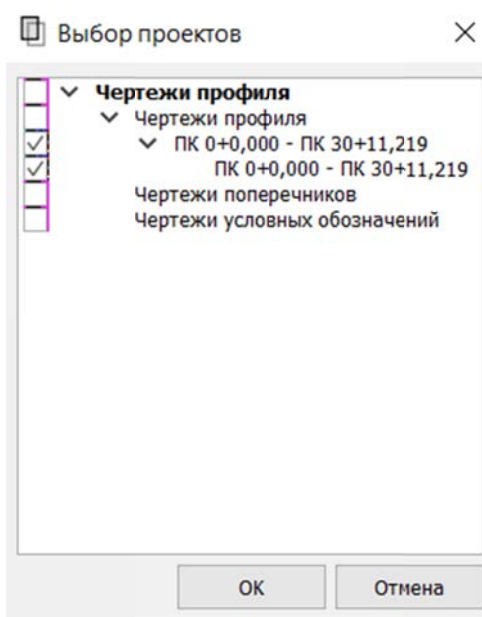 Выбор проектов
Чертежи профиля
Чертежи профиля
ПК 0+0,000 - ПК 30+11,219
ПК 0+0,000 - ПК 30+11,219
Чертежи поперечников
Чертежи условных обозначений
ОК
Отмена